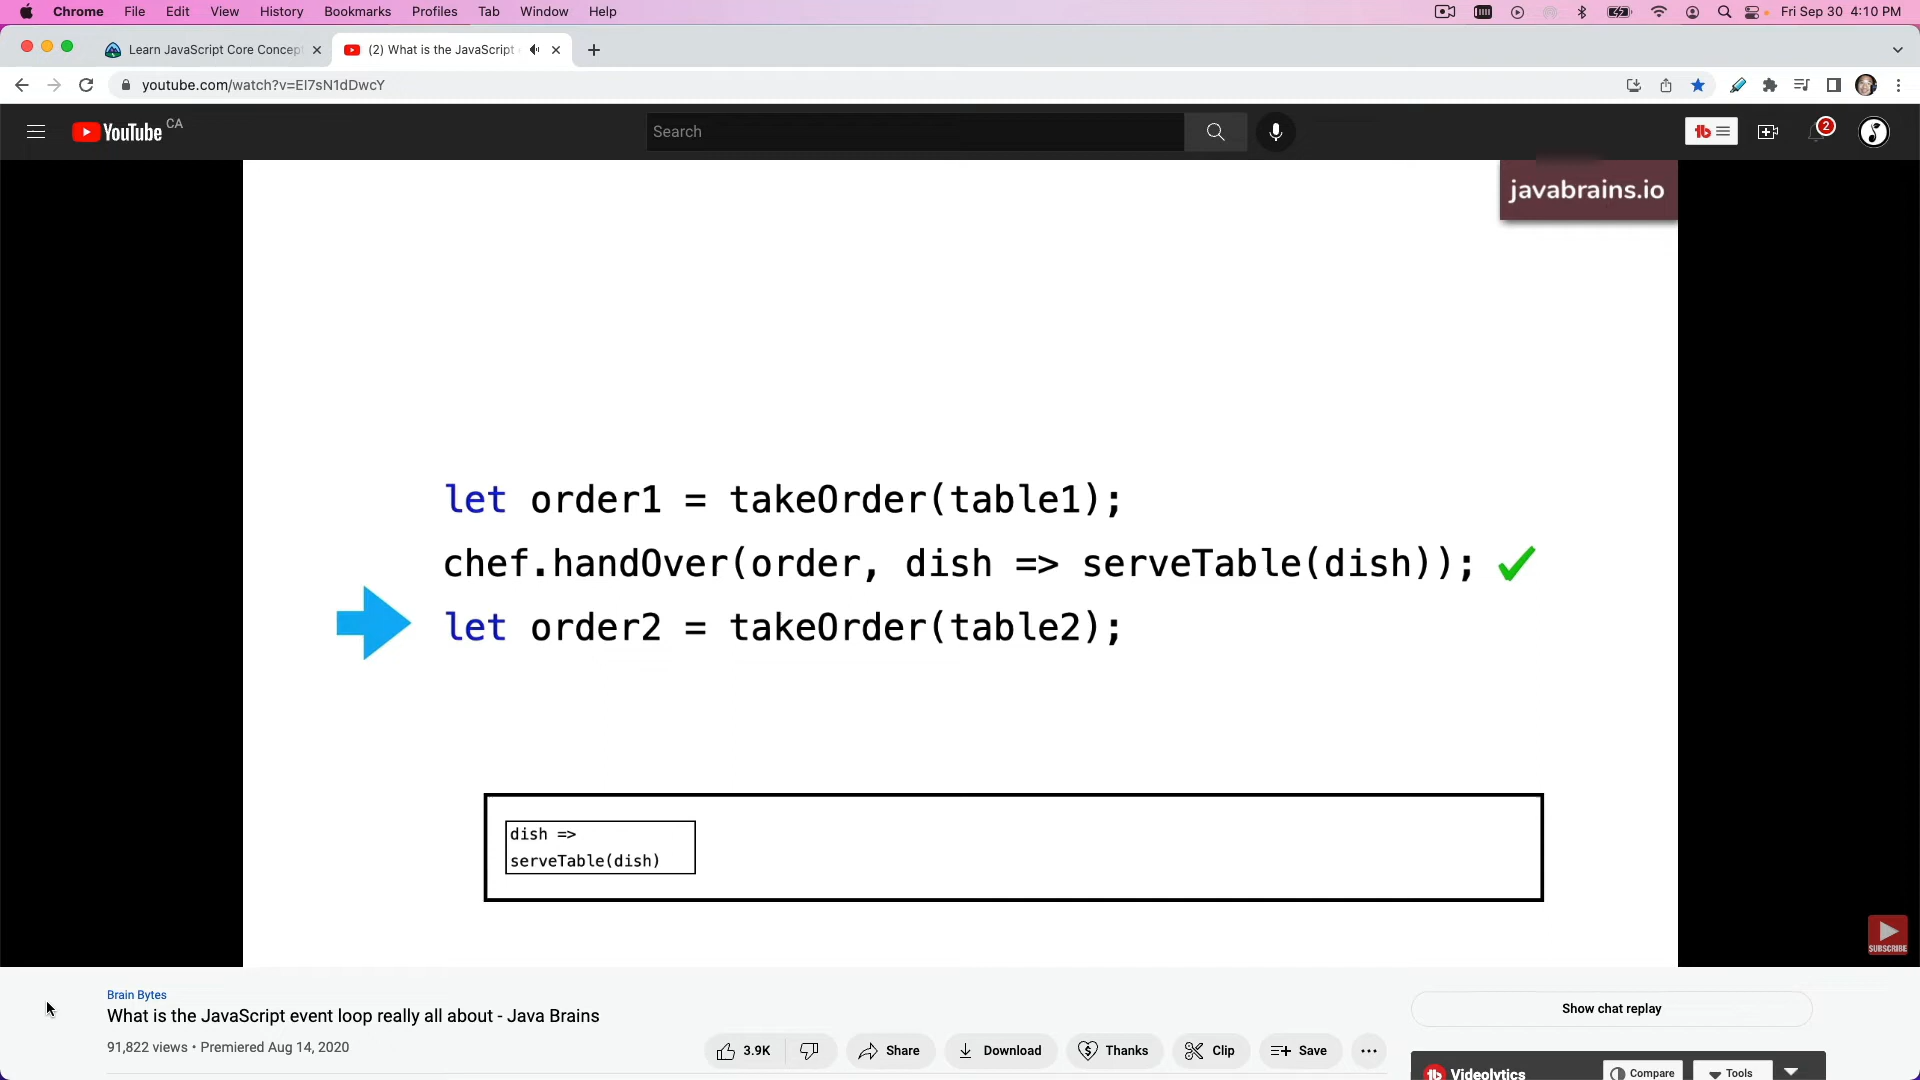 Chrome File Edit View History Bookmarks Profiles Tab Window Help Fri Sep 30 4:10 PM
Learn JavaScript Core Concep (2) What is the JavaScript
youtube.com/watch?v=EI7sN1dDwcY
YouTube CA Search 2
javabrains.io
let order1 = takeOrder(table1);
chef.handOver(order, dish => serveTable(dish));
let order2 = takeOrder(table2);
dish =>
serveTable(dish)
SUBSCRIBE
Brain Bytes
What is the JavaScript event loop really all about - Java Brains
91,822 views • Premiered Aug 14, 2020
3.9K Share Download Thanks Clip Save
Show chat replay
Videolytics Compare Tools